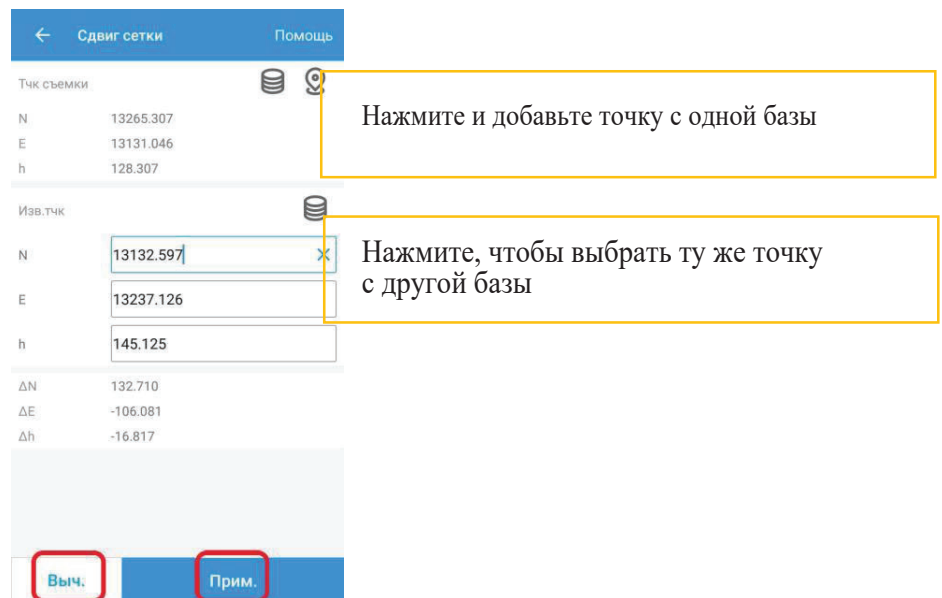 Сдвиг сетки Помощь
Тчк съемки
N 13265.307
E 13131.046
h 128.307
Нажмите и добавьте точку с одной базы
Изв.тчк
N 13132.597
E 13237.126
h 145.125
Нажмите, чтобы выбрать ту же точку
с другой базы
ΔN 132.710
ΔE -106.081
Δh -16.817
Выч. Прим.